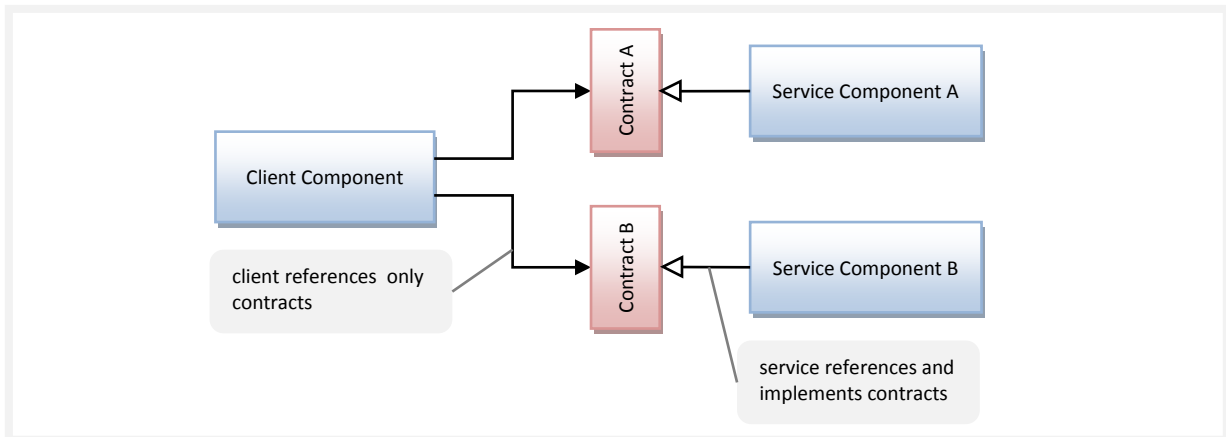 Contract A
Service Component A
Client Component
Contract B
Service Component B
client references only
contracts
service references and
implements contracts